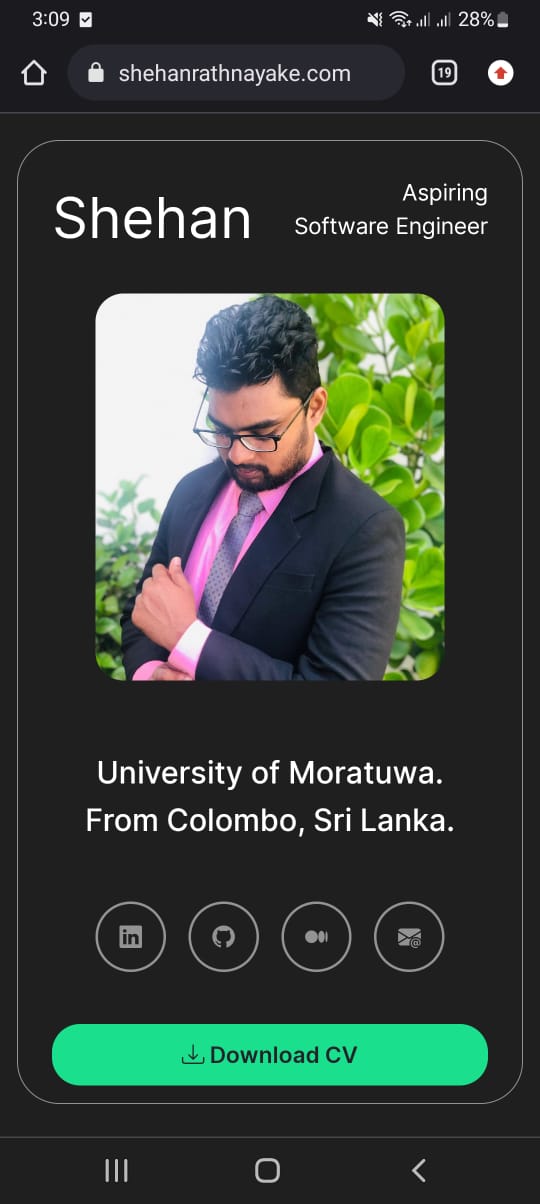 3:09
28%
shehanrathnayake.com
19
Shehan
Aspiring
Software Engineer
University of Moratuwa.
From Colombo, Sri Lanka.
in
Download CV